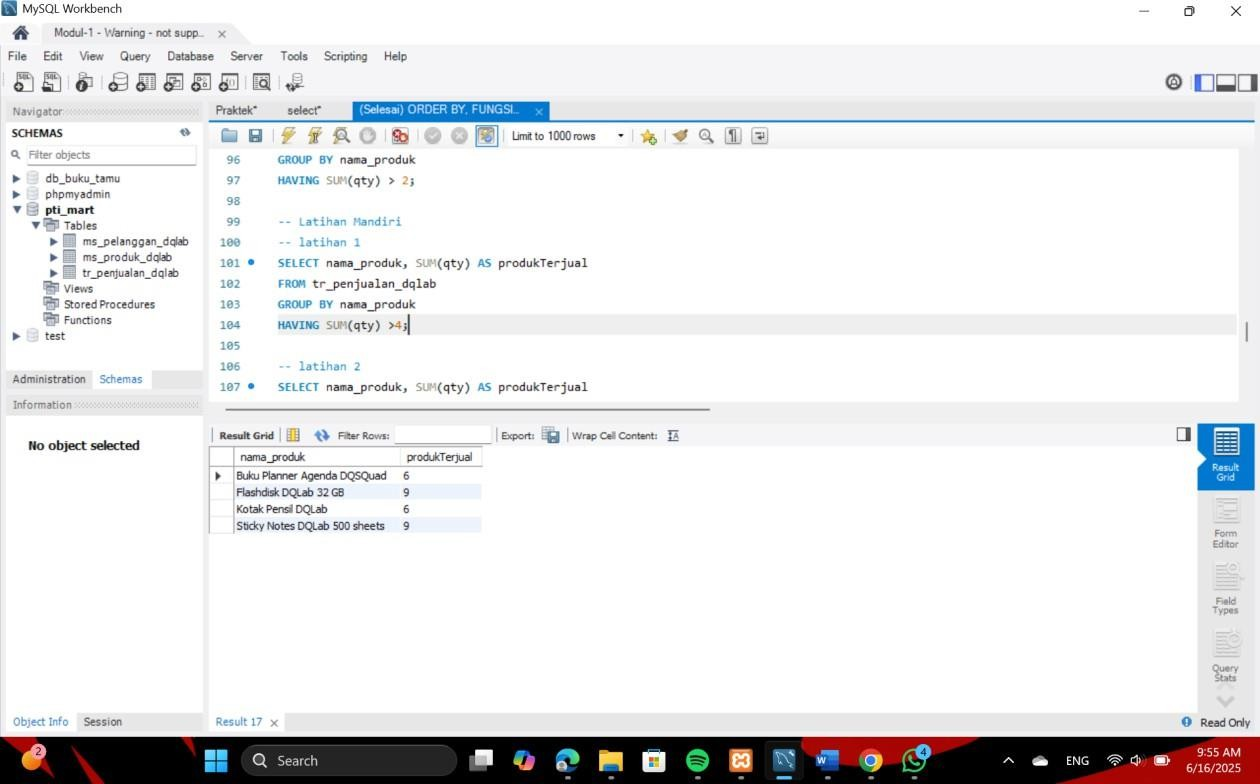 MySQL Workbench
Modul-1 - Warning - not supp...
File Edit View Query Database Server Tools Scripting Help
Navigator
SCHEMAS
Filter objects
db_buku_tamu
phpmyadmin
pti_mart
Tables
ms_pelanggan_dqlab
ms_produk_dqlab
tr_penjualan_dqlab
Views
Stored Procedures
Functions
test
Administration Schemas
Information
No object selected
Object Info Session
Praktek* select* (Selesai) ORDER BY, FUNGSI...
Limit to 1000 rows
96 GROUP BY nama_produk
97 HAVING SUM(qty) > 2;
98
99 -- Latihan Mandiri
100 -- latihan 1
101 SELECT nama_produk, SUM(qty) AS produkTerjual
102 FROM tr_penjualan_dqlab
103 GROUP BY nama_produk
104 HAVING SUM(qty) >4;
105
106 -- latihan 2
107 SELECT nama_produk, SUM(qty) AS produkTerjual
Result Grid Filter Rows: Export: Wrap Cell Content:
nama_produk produkTerjual
Buku Planner Agenda DQSQuad 6
Flashdisk DQLab 32 GB 9
Kotak Pensil DQLab 6
Sticky Notes DQLab 500 sheets 9
Result Grid
Form Editor
Field Types
Query Stats
Result 17
Read Only
2
Search
4
ENG
9:55 AM
6/16/2025